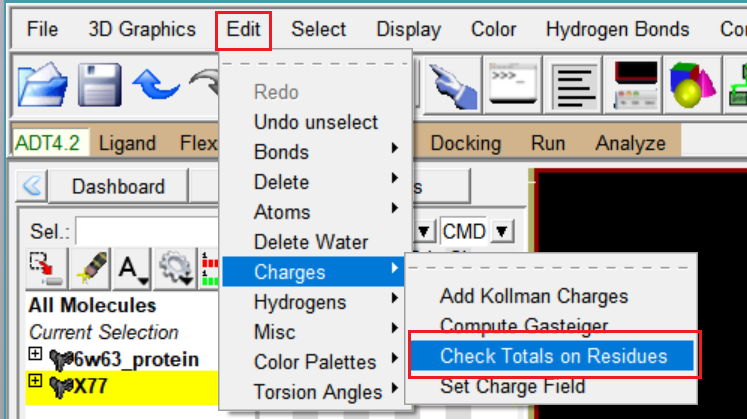 File 3D Graphics Edit Select Display Color Hydrogen Bonds Co
>>>_
Redo
Undo unselect
Bonds
Delete
Atoms
Delete Water
Charges
Hydrogens
Misc
Color Palettes
Torsion Angles
ADT4.2 Ligand Flex Docking Run Analyze
Dashboard s
Sel.: CMD
A
All Molecules
Current Selection
6w63_protein
X77
Add Kollman Charges
Compute Gasteiger
Check Totals on Residues
Set Charge Field